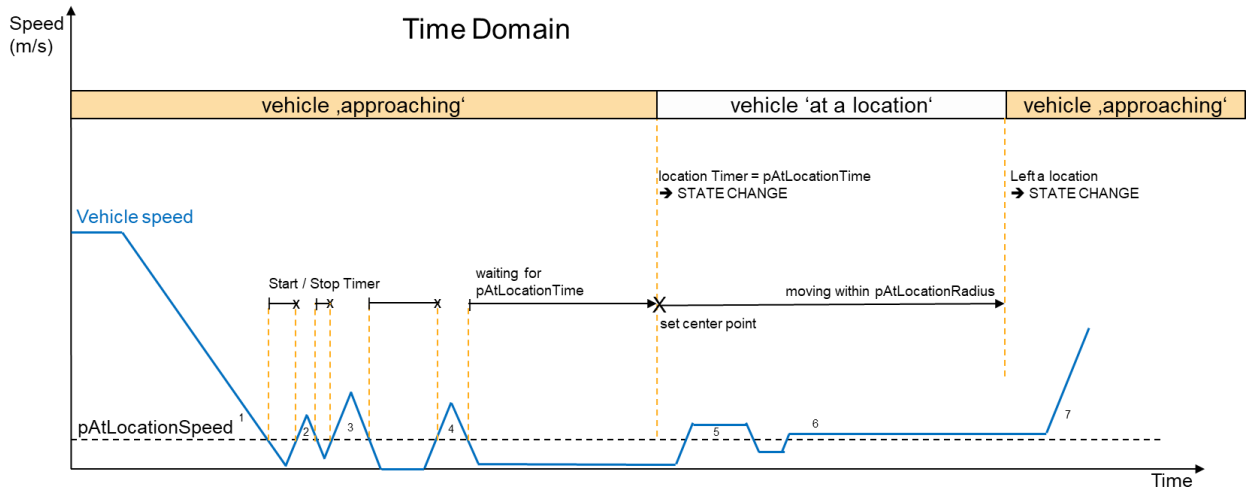 Speed
(m/s)
Time Domain
vehicle ‚approaching‘
vehicle ‘at a location‘
vehicle ‚approaching‘
location Timer = pAtLocationTime
➔ STATE CHANGE
Left a location
➔ STATE CHANGE
Vehicle speed
Start / Stop Timer
waiting for
pAtLocationTime
moving within pAtLocationRadius
set center point
pAtLocationSpeed
1
2
3
4
5
6
7
Time